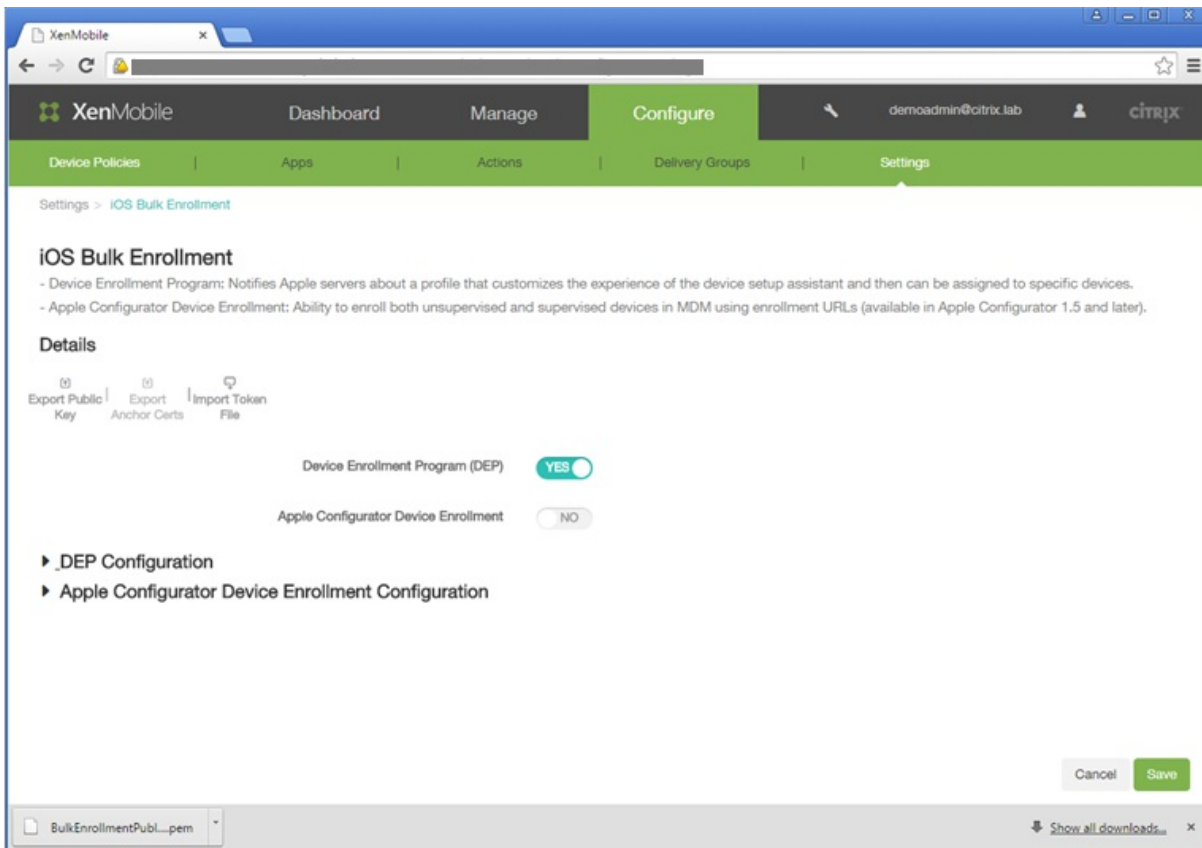 XenMobile
XenMobile Dashboard Manage Configure demoadmin@citrix.lab CITRIX
Device Policies | Apps | Actions | Delivery Groups | Settings
Settings > iOS Bulk Enrollment
iOS Bulk Enrollment
- Device Enrollment Program: Notifies Apple servers about a profile that customizes the experience of the device setup assistant and then can be assigned to specific devices.
- Apple Configurator Device Enrollment: Ability to enroll both unsupervised and supervised devices in MDM using enrollment URLs (available in Apple Configurator 1.5 and later).
Details
Export Public Key | Export Anchor Certs | Import Token File
Device Enrollment Program (DEP) YES
Apple Configurator Device Enrollment NO
DEP Configuration
Apple Configurator Device Enrollment Configuration
Cancel Save
BulkEnrollmentPubl....pem Show all downloads...